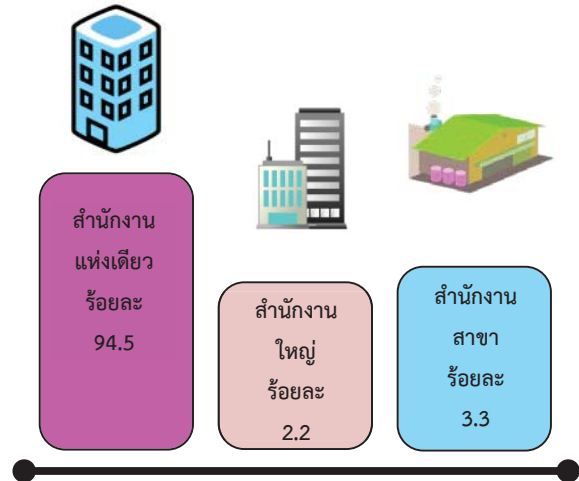 สำนักงาน
แห่งเดียว
ร้อยละ
94.5
สำนักงาน
ใหญ่
ร้อยละ
2.2
สำนักงาน
สาขา
ร้อยละ
3.3